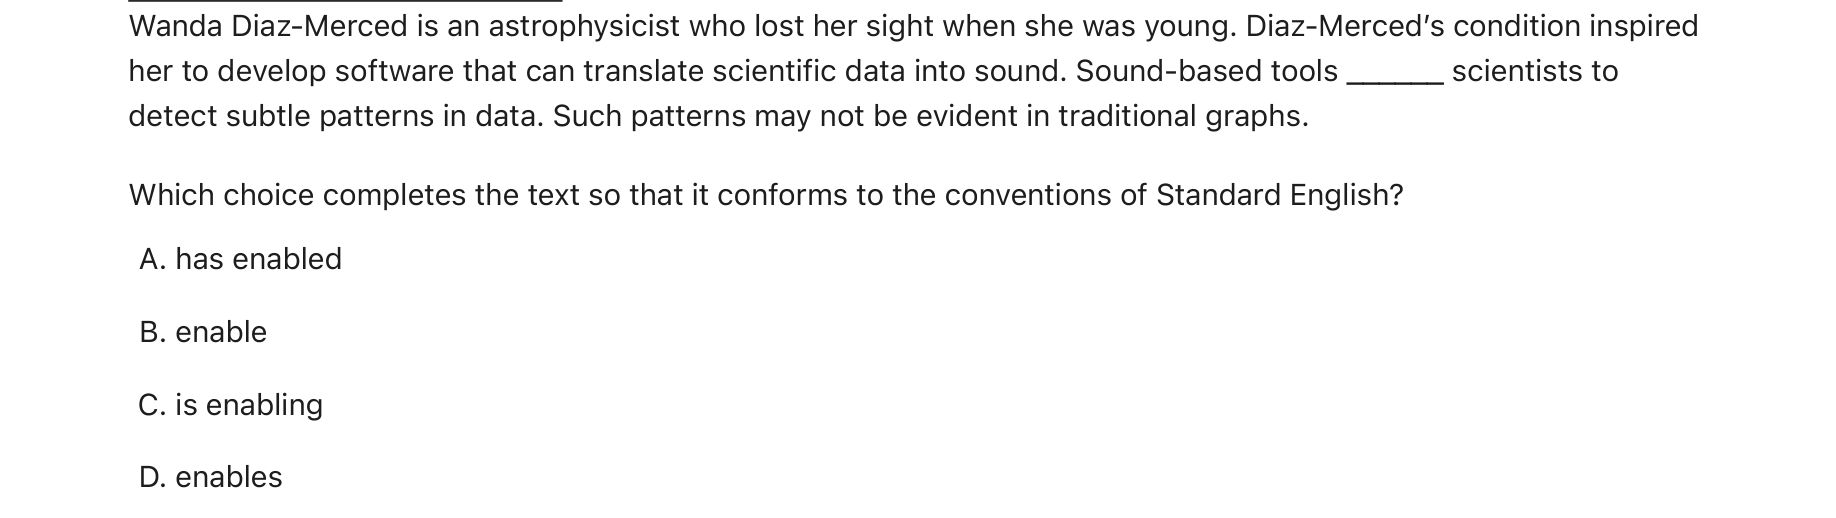 Wanda Diaz-Merced is an astrophysicist who lost her sight when she was young. Diaz-Merced’s condition inspired
her to develop software that can translate scientific data into sound. Sound-based tools ______ scientists to
detect subtle patterns in data. Such patterns may not be evident in traditional graphs.
Which choice completes the text so that it conforms to the conventions of Standard English?
A. has enabled
B. enable
C. is enabling
D. enables